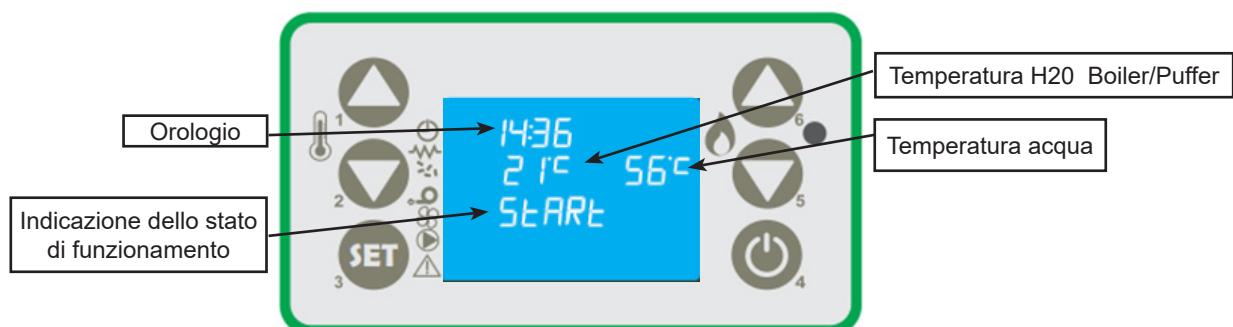 Temperatura H20 Boiler/Puffer
1
6
Orologio
14:36
Temperatura acqua
21°C 56°C
2
5
Indicazione dello stato
di funzionamento
StARt
SET
3
4